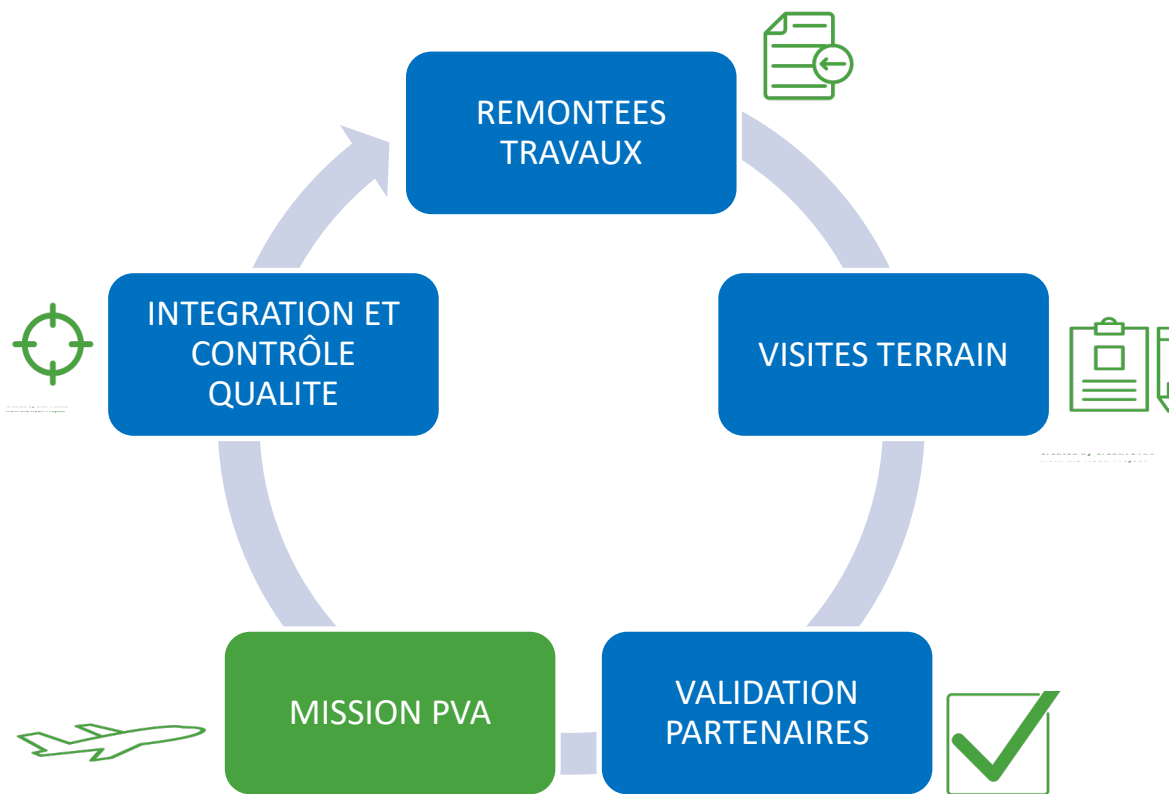 REMONTEES
TRAVAUX
VISITES TERRAIN
VALIDATION
PARTENAIRES
MISSION PVA
INTEGRATION ET
CONTRÔLE
QUALITE